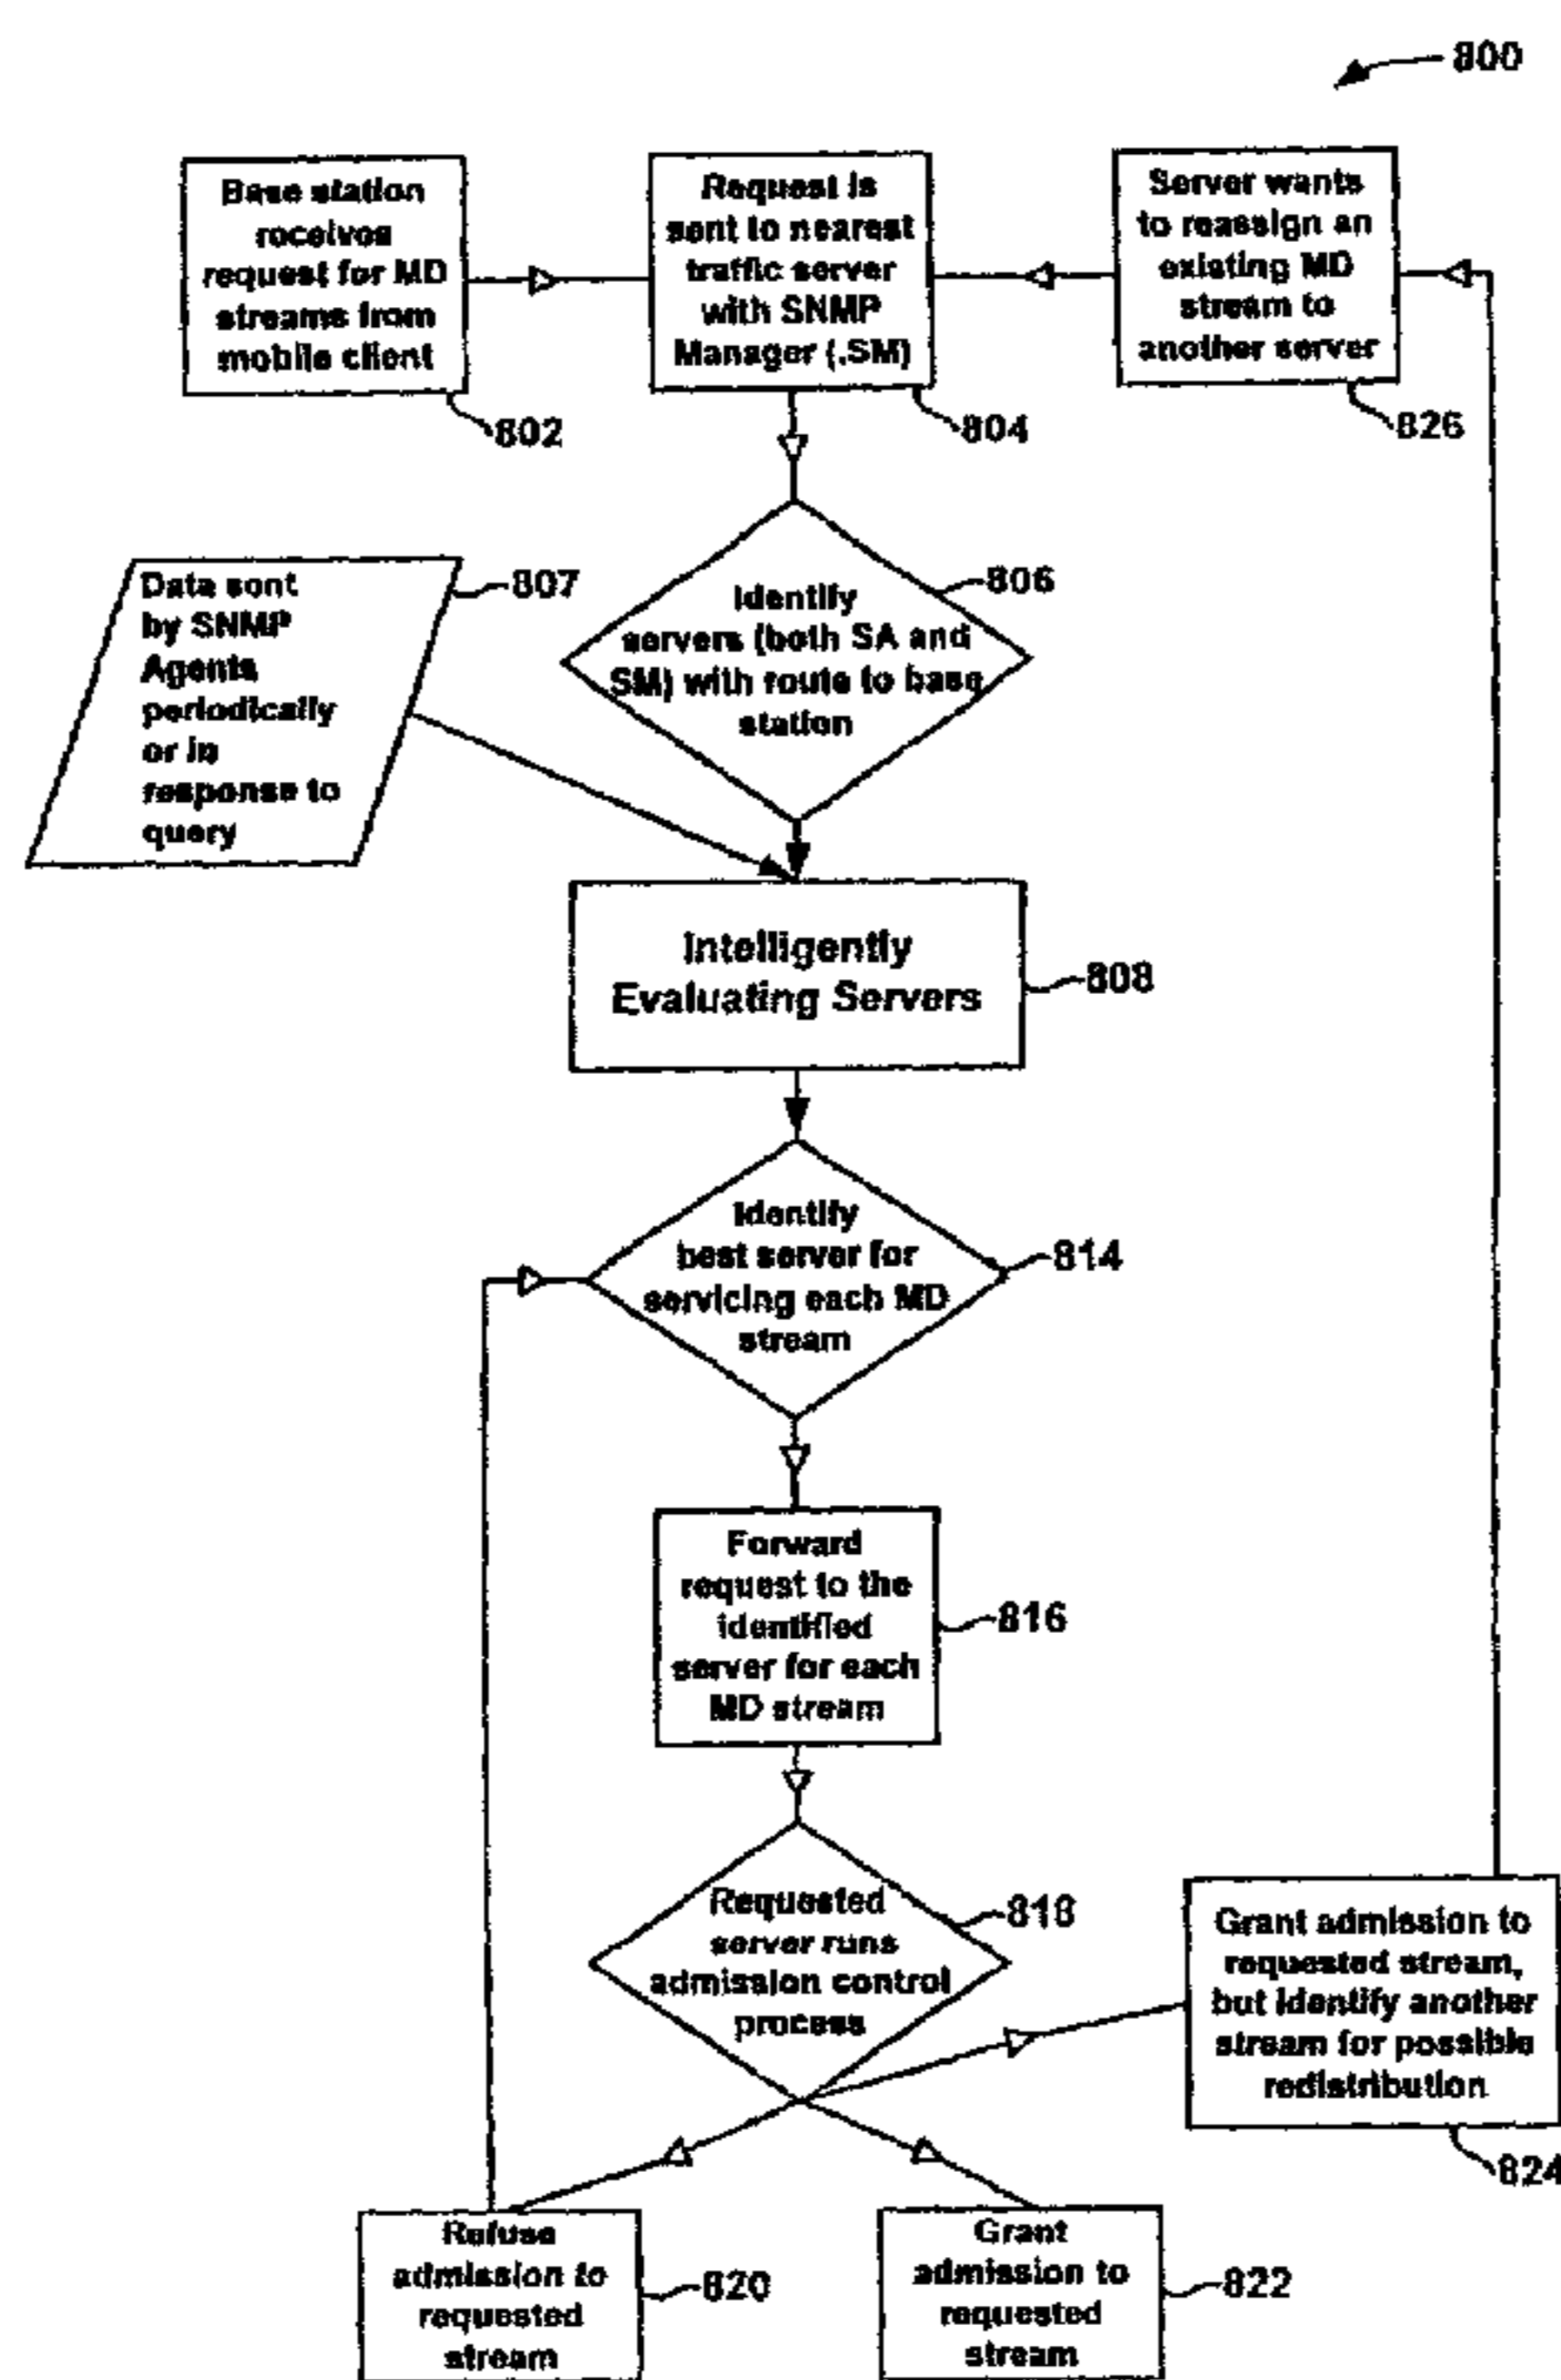 800
Base station
receives
request for MD
streams from
mobile client
802
Request is
sent to nearest
traffic server
with SNMP
Manager (.SM)
804
Server wants
to reassign an
existing MD
stream to
another server
826
Data sent
by SNMP
Agents
periodically
or in
response to
query
807
Identify
servers (both SA and
SM) with route to base
station
806
Intelligently
Evaluating Servers
808
Identify
best server for
servicing each MD
stream
814
Forward
request to the
identified
server for each
MD stream
816
Requested
server runs
admission control
process
818
Grant admission to
requested stream,
but identify another
stream for possible
redistribution
824
Refuse
admission to
requested
stream
820
Grant
admission to
requested
stream
822